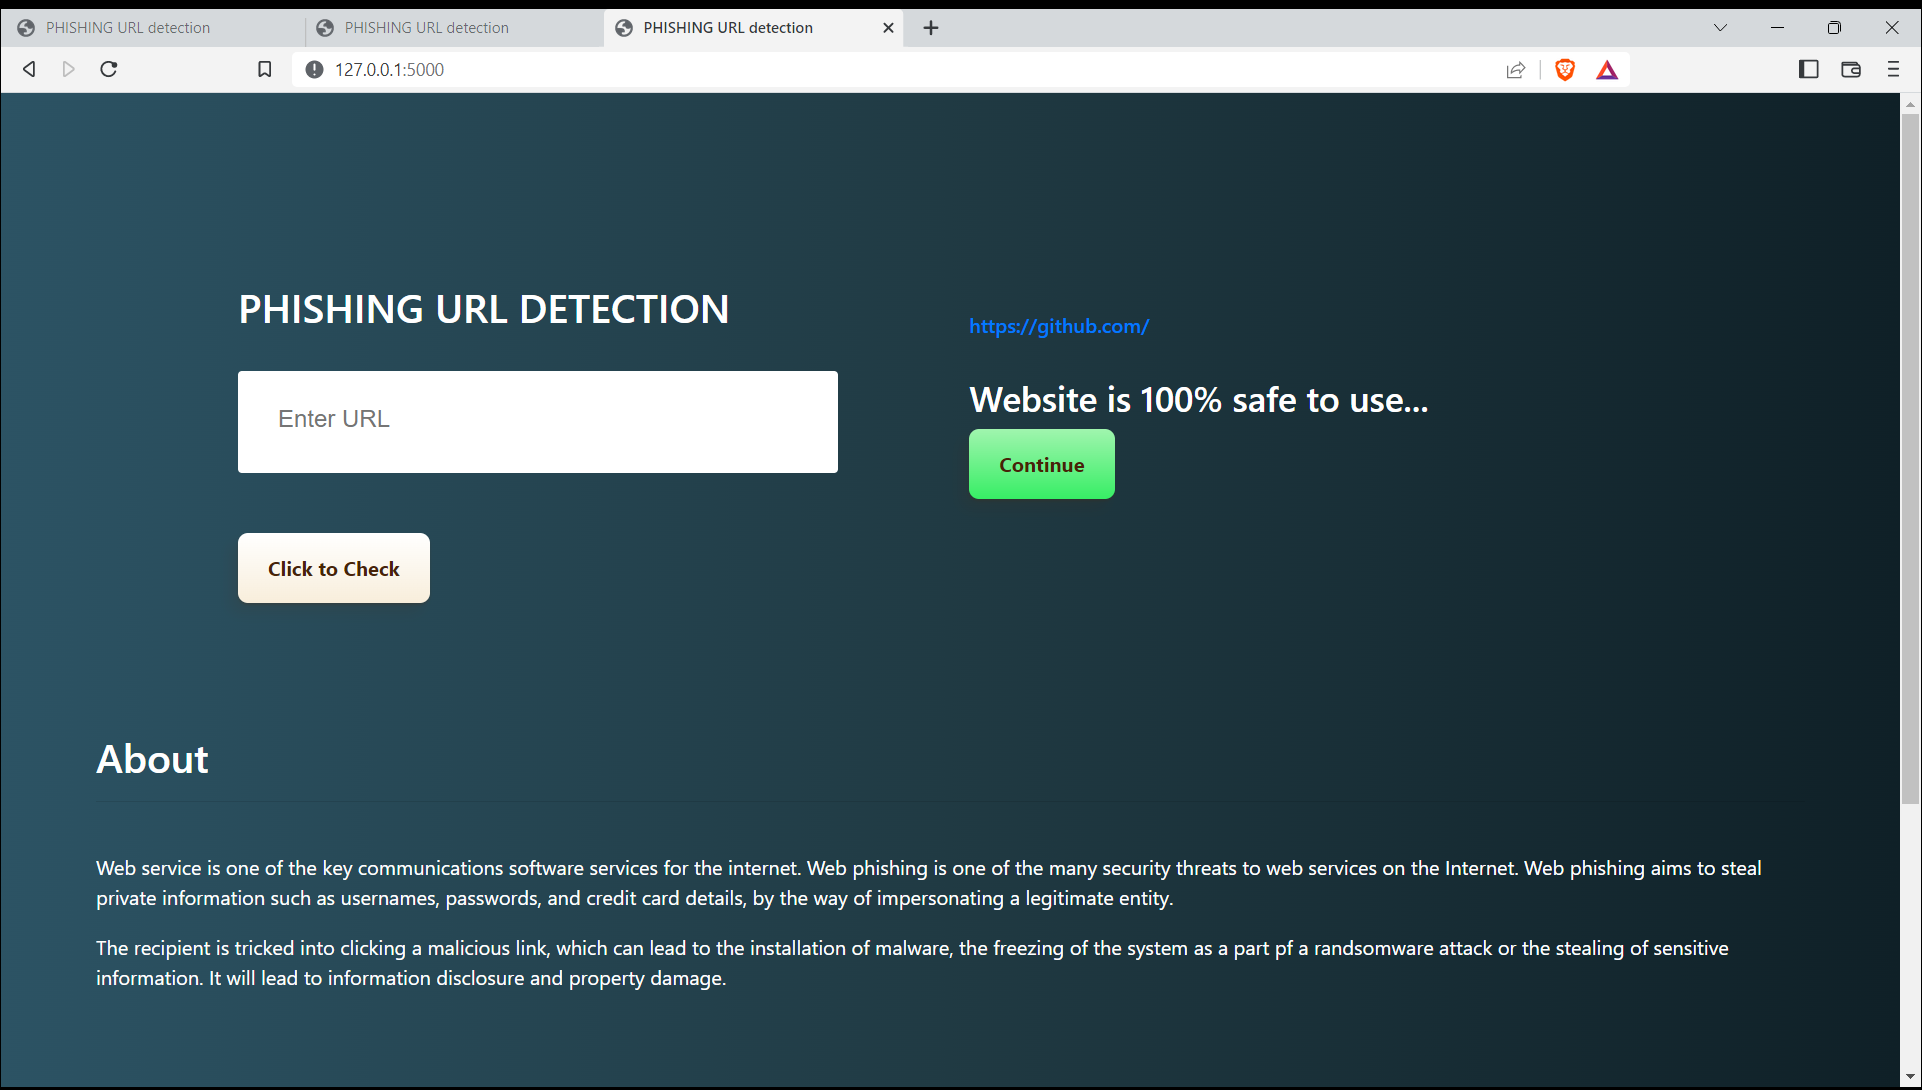 PHISHING URL detection
PHISHING URL detection
PHISHING URL detection
127.0.0.1:5000
PHISHING URL DETECTION
Enter URL
Click to Check
https://github.com/
Website is 100% safe to use...
Continue
About
Web service is one of the key communications software services for the internet. Web phishing is one of the many security threats to web services on the Internet. Web phishing aims to steal
private information such as usernames, passwords, and credit card details, by the way of impersonating a legitimate entity.
The recipient is tricked into clicking a malicious link, which can lead to the installation of malware, the freezing of the system as a part pf a randsomware attack or the stealing of sensitive
information. It will lead to information disclosure and property damage.